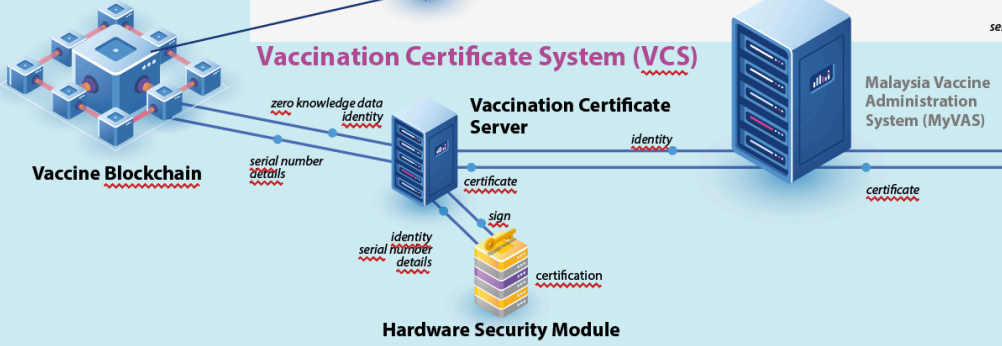 se
Vaccination Certificate System (VCS)
Malaysia Vaccine
Administration
System (MyVAS)
zero knowledge data
identity
Vaccination Certificate
Server
identity
serial number
details
Vaccine Blockchain
certificate
certificate
sign
identity
serial number
details
certification
Hardware Security Module